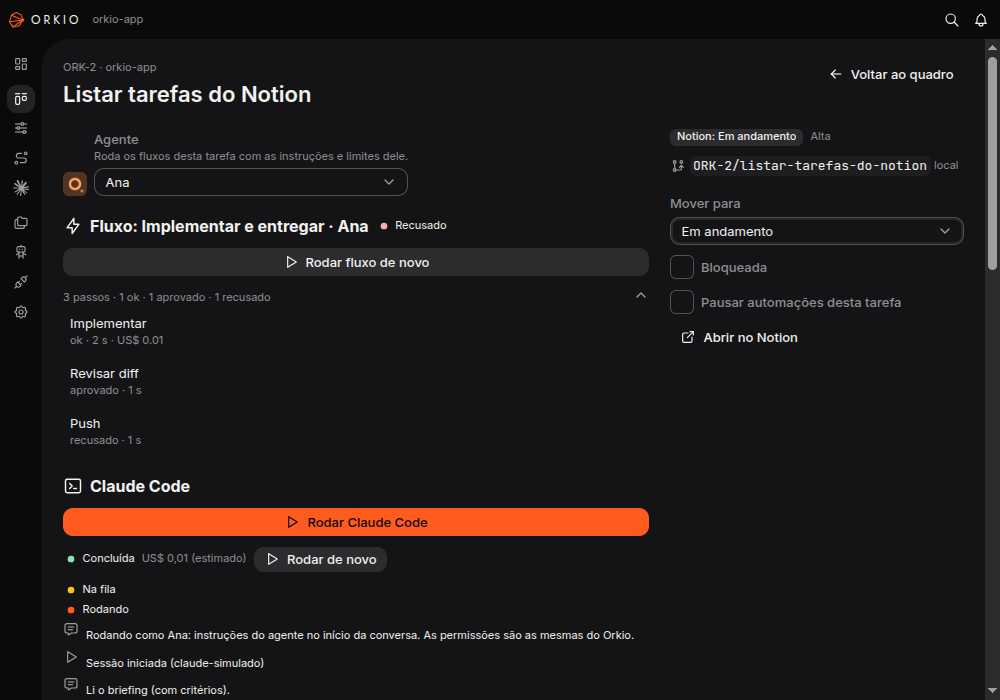 ORKIO orkio-app
ORK-2 · orkio-app
Listar tarefas do Notion
Voltar ao quadro
Agente
Roda os fluxos desta tarefa com as instruções e limites dele.
Ana
Fluxo: Implementar e entregar · Ana Recusado
Rodar fluxo de novo
3 passos · 1 ok · 1 aprovado · 1 recusado
Implementar
ok · 2 s · US$ 0.01
Revisar diff
aprovado · 1 s
Push
recusado · 1 s
Claude Code
Rodar Claude Code
Concluída US$ 0,01 (estimado) Rodar de novo
Na fila
Rodando
Rodando como Ana: instruções do agente no início da conversa. As permissões são as mesmas do Orkio.
Sessão iniciada (claude-simulado)
Li o briefing (com critérios).
Notion: Em andamento Alta
ORK-2/listar-tarefas-do-notion local
Mover para
Em andamento
Bloqueada
Pausar automações desta tarefa
Abrir no Notion